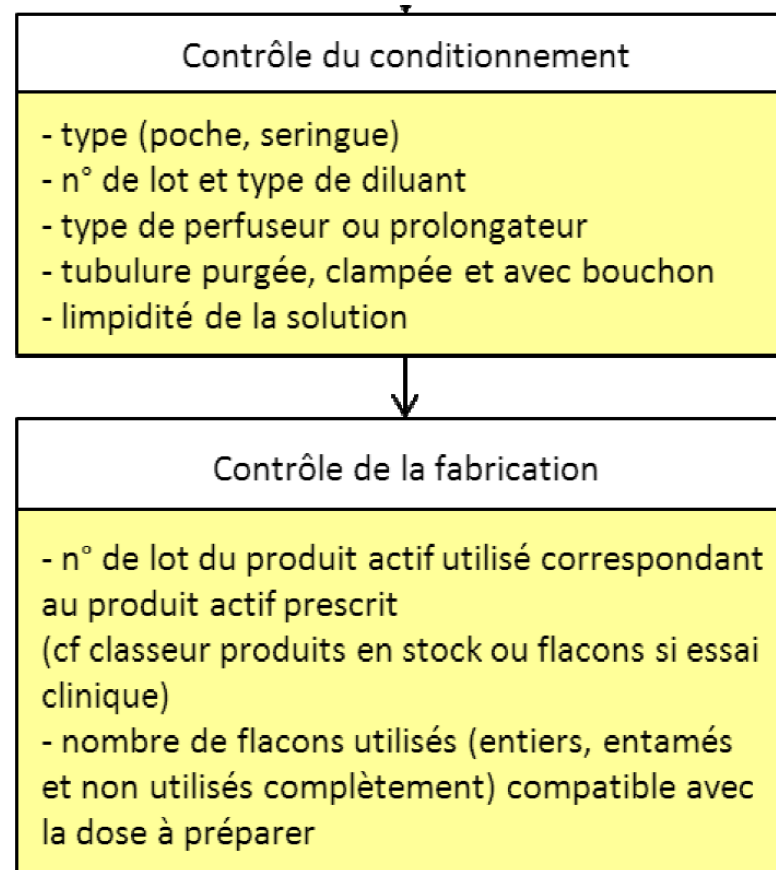 Contrôle du conditionnement
- type (poche, seringue)
- n° de lot et type de diluant
- type de perfuseur ou prolongateur
- tubulure purgée, clampée et avec bouchon
- limpidité de la solution
Contrôle de la fabrication
- n° de lot du produit actif utilisé correspondant
au produit actif prescrit
(cf classeur produits en stock ou flacons si essai
clinique)
- nombre de flacons utilisés (entiers, entamés
et non utilisés complètement) compatible avec
la dose à préparer